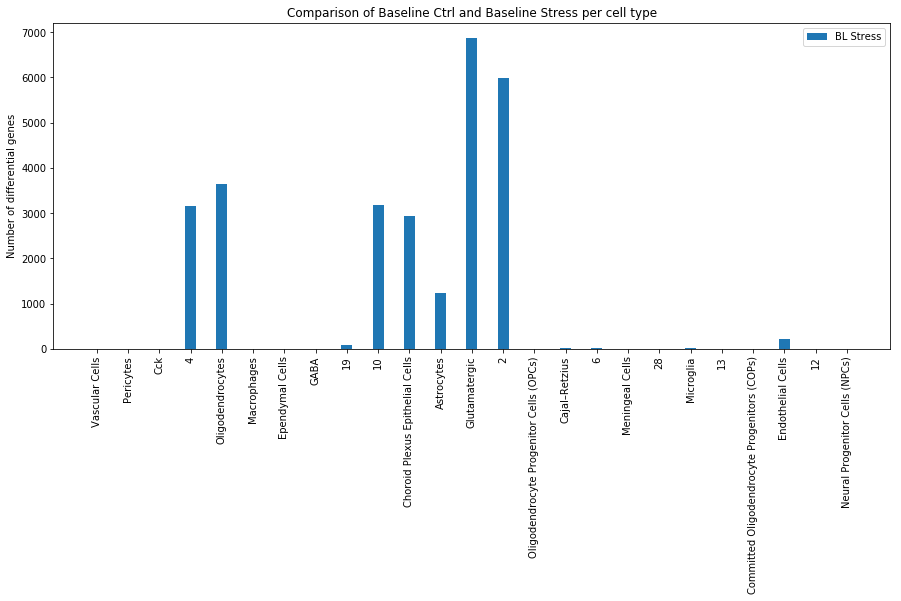 Comparison of Baseline Ctrl and Baseline Stress per cell type
BL Stress
Number of differential genes
7000
6000
5000
4000
3000
2000
1000
0
Vascular Cells
Pericytes
Cck
4
Oligodendrocytes
Macrophages
Ependymal Cells
GABA
19
10
Choroid Plexus Epithelial Cells
Astrocytes
Glutamatergic
2
Oligodendrocyte Progenitor Cells (OPCs)
Cajal–Retzius
6
Meningeal Cells
28
Microglia
13
Committed Oligodendrocyte Progenitors (COPs)
Endothelial Cells
12
Neural Progenitor Cells (NPCs)